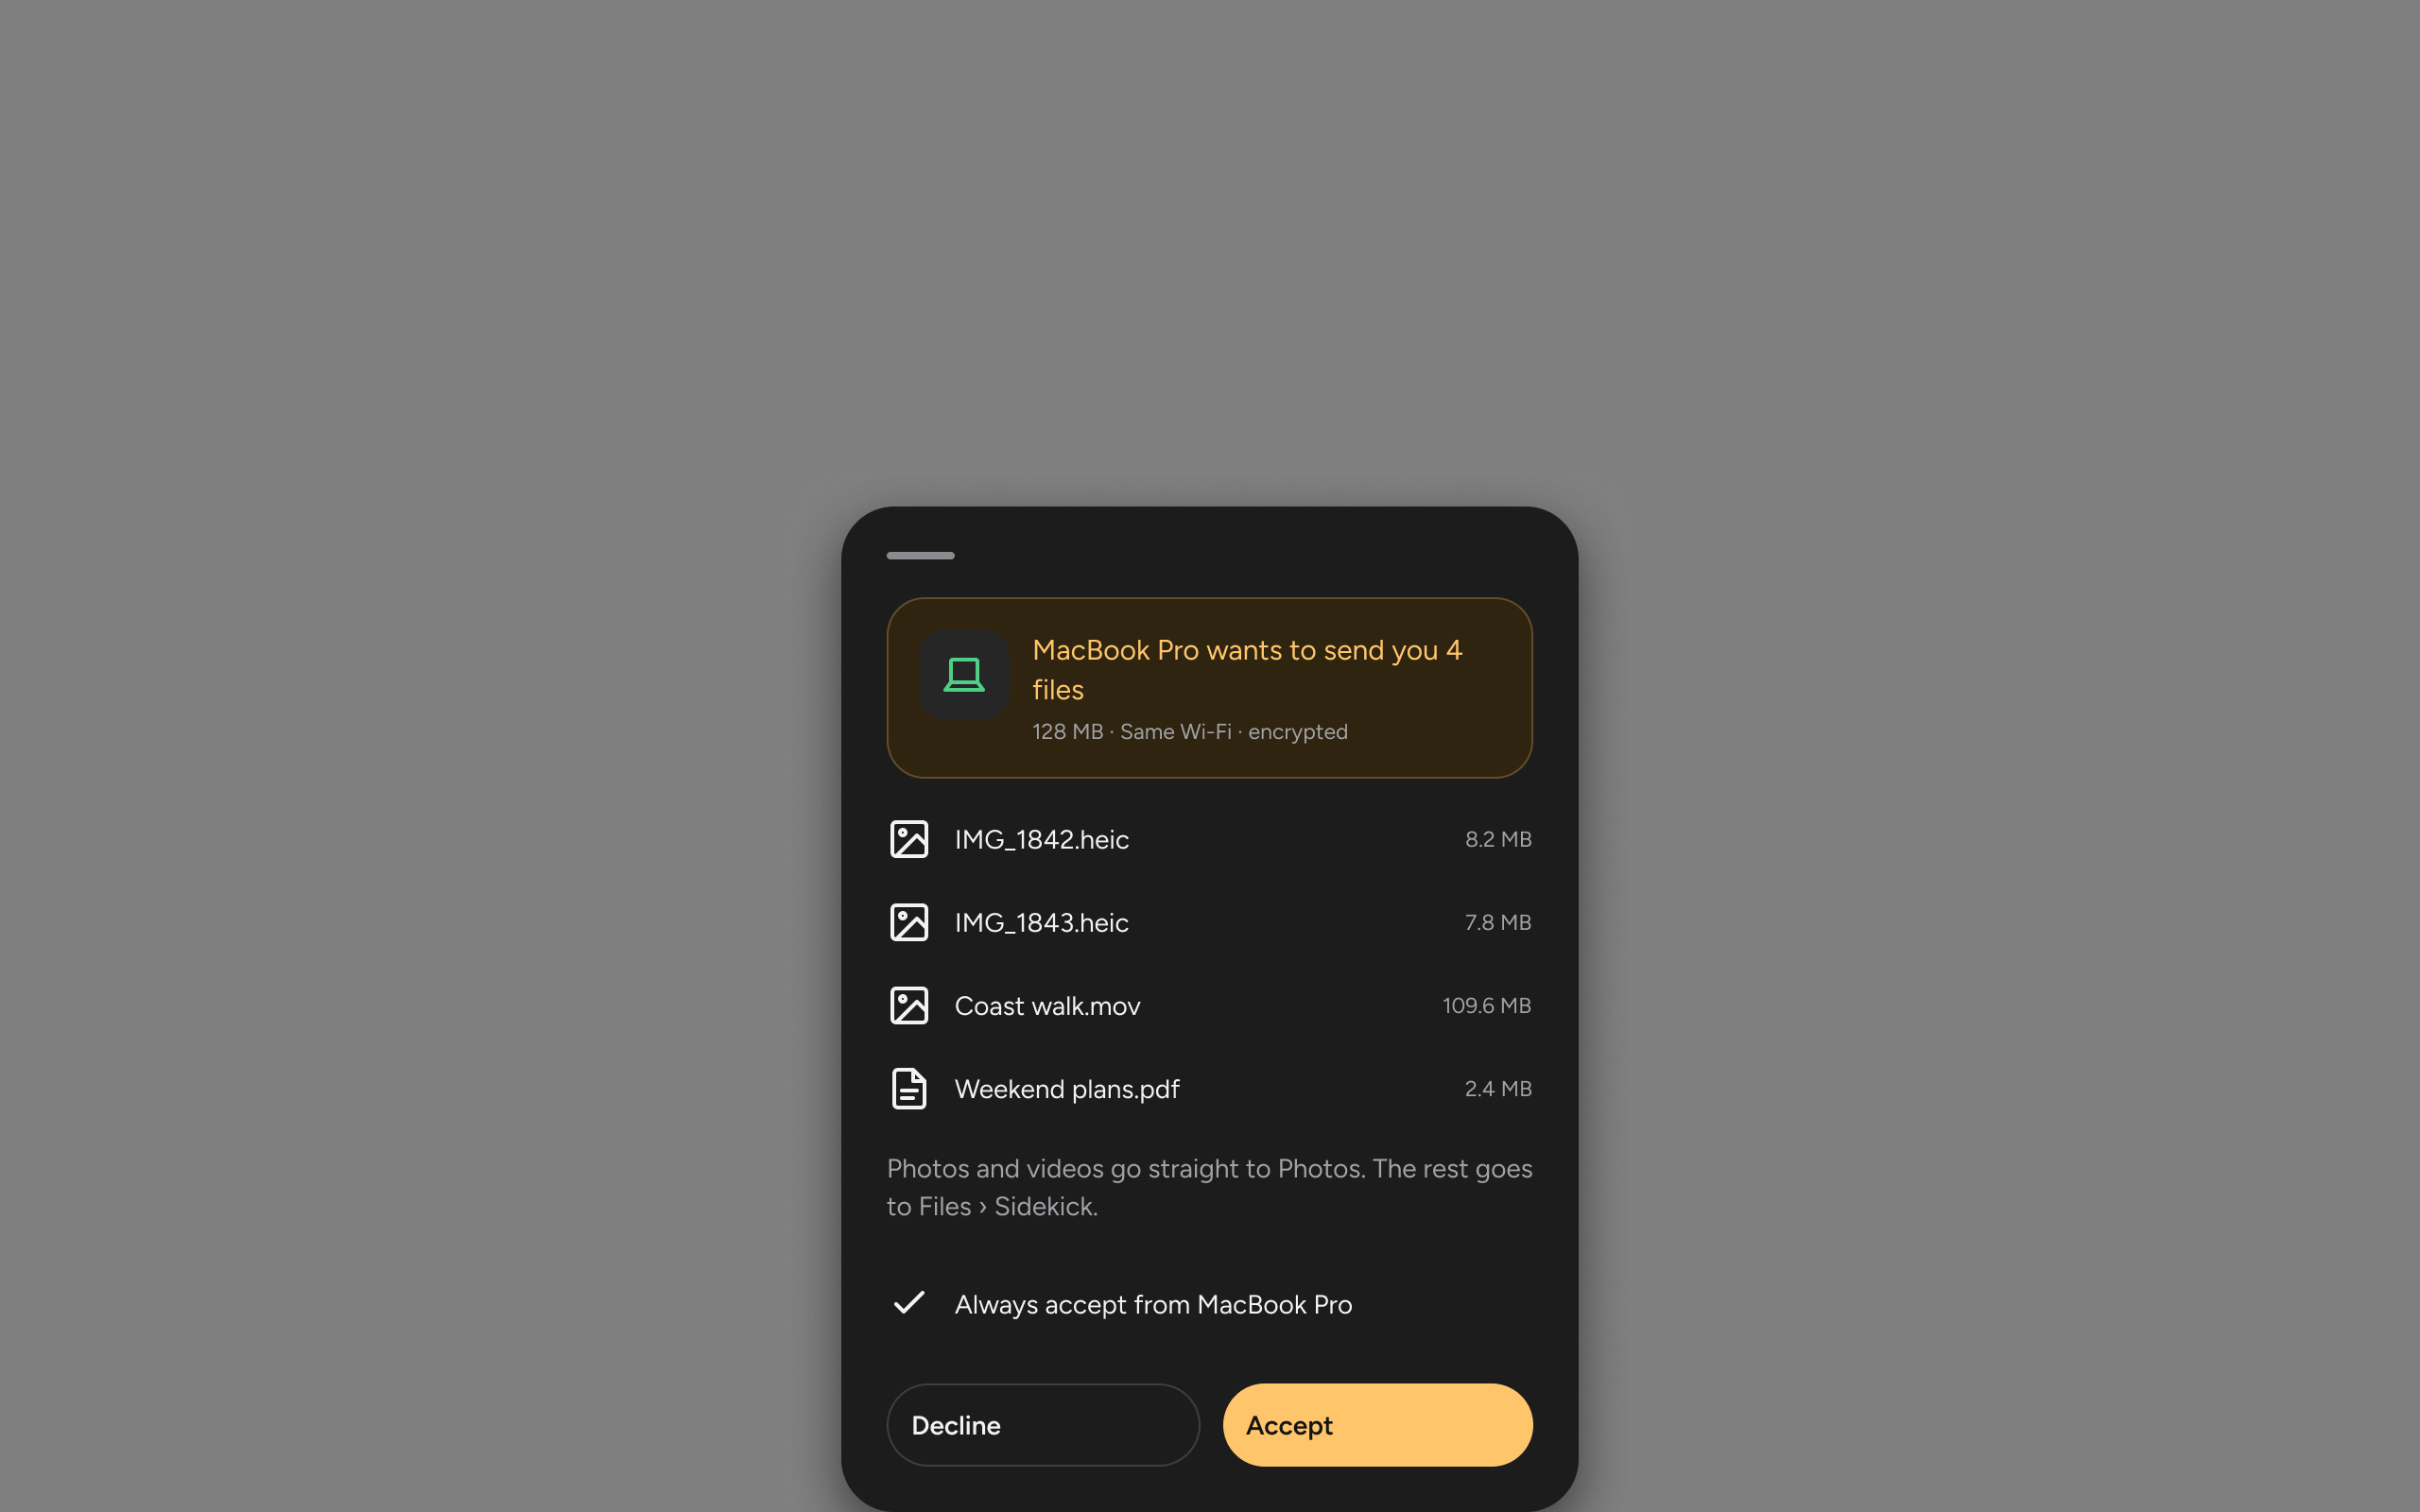 MacBook Pro wants to send you 4
files
128 MB · Same Wi-Fi · encrypted
IMG_1842.heic 8.2 MB
IMG_1843.heic 7.8 MB
Coast walk.mov 109.6 MB
Weekend plans.pdf 2.4 MB
Photos and videos go straight to Photos. The rest goes
to Files › Sidekick.
Always accept from MacBook Pro
Decline Accept